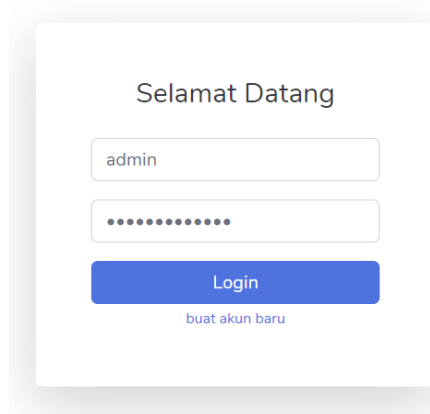 Selamat Datang
admin
•••••••••••••
Login
buat akun baru